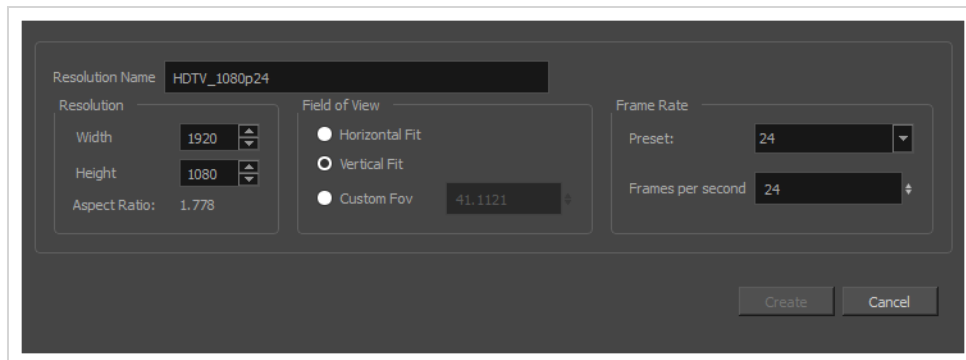 Resolution Name HDTV_1080p24
Resolution
Width 1920
Height 1080
Aspect Ratio: 1.778
Field of View
Horizontal Fit
Vertical Fit
Custom Fov 41.1121
Frame Rate
Preset: 24
Frames per second 24
Create Cancel